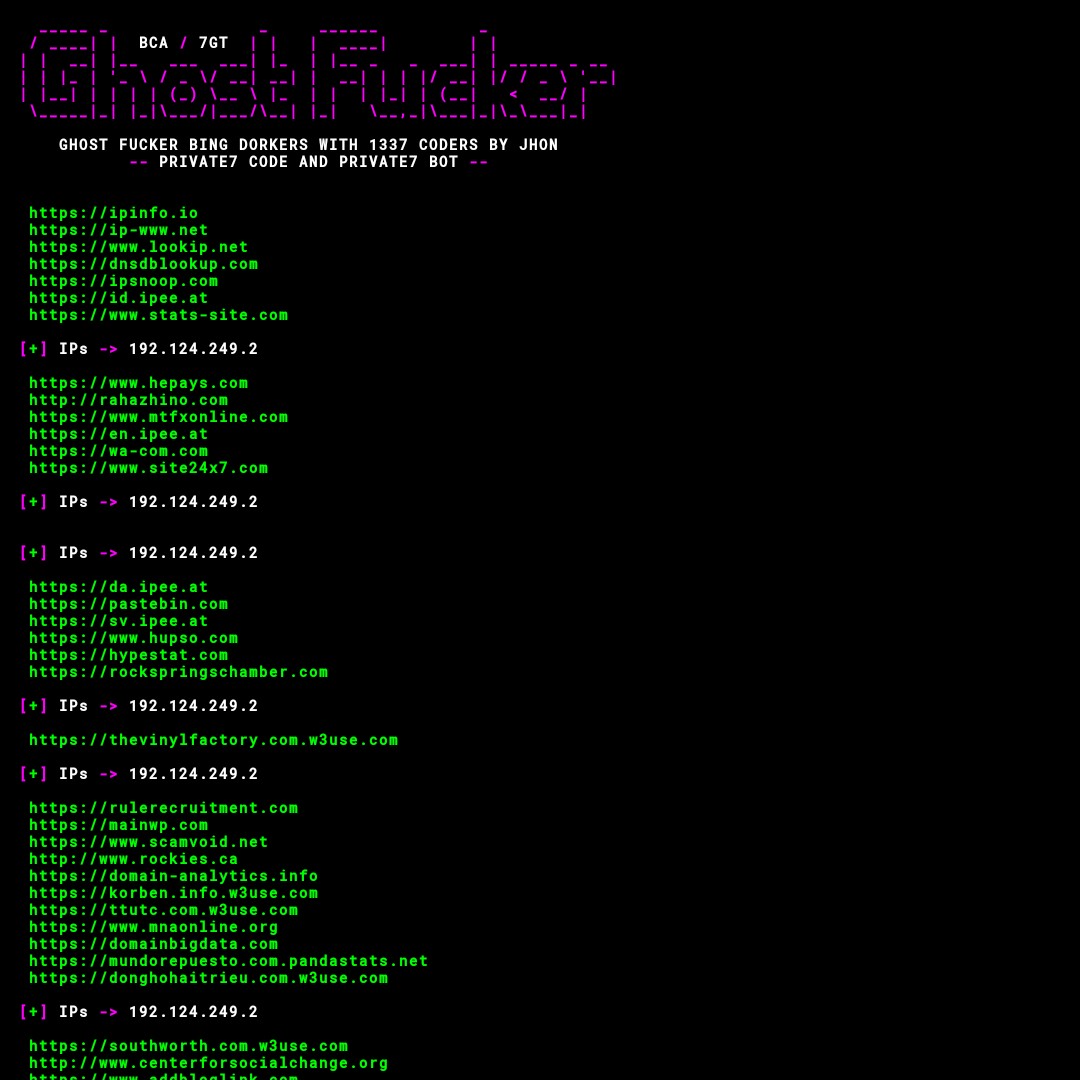 Ghost Fucker
BCA / 7GT
GHOST FUCKER BING DORKERS WITH 1337 CODERS BY JHON
-- PRIVATE7 CODE AND PRIVATE7 BOT --
https://ipinfo.io
https://ip-www.net
https://www.lookip.net
https://dnsdblookup.com
https://ipsnoop.com
https://id.ipee.at
https://www.stats-site.com
[+] IPs -> 192.124.249.2
https://www.hepays.com
http://rahazhino.com
https://www.mtfxonline.com
https://en.ipee.at
https://wa-com.com
https://www.site24x7.com
[+] IPs -> 192.124.249.2
[+] IPs -> 192.124.249.2
https://da.ipee.at
https://pastebin.com
https://sv.ipee.at
https://www.hupso.com
https://hypestat.com
https://rockspringschamber.com
[+] IPs -> 192.124.249.2
https://thevinylfactory.com.w3use.com
[+] IPs -> 192.124.249.2
https://rulerecruitment.com
https://mainwp.com
https://www.scamvoid.net
http://www.rockies.ca
https://domain-analytics.info
https://korben.info.w3use.com
https://ttutc.com.w3use.com
https://www.mnaonline.org
https://domainbigdata.com
https://mundorepuesto.com.pandastats.net
https://donghohaitrieu.com.w3use.com
[+] IPs -> 192.124.249.2
https://southworth.com.w3use.com
http://www.centerforsocialchange.org
https://www.addbloglink.com